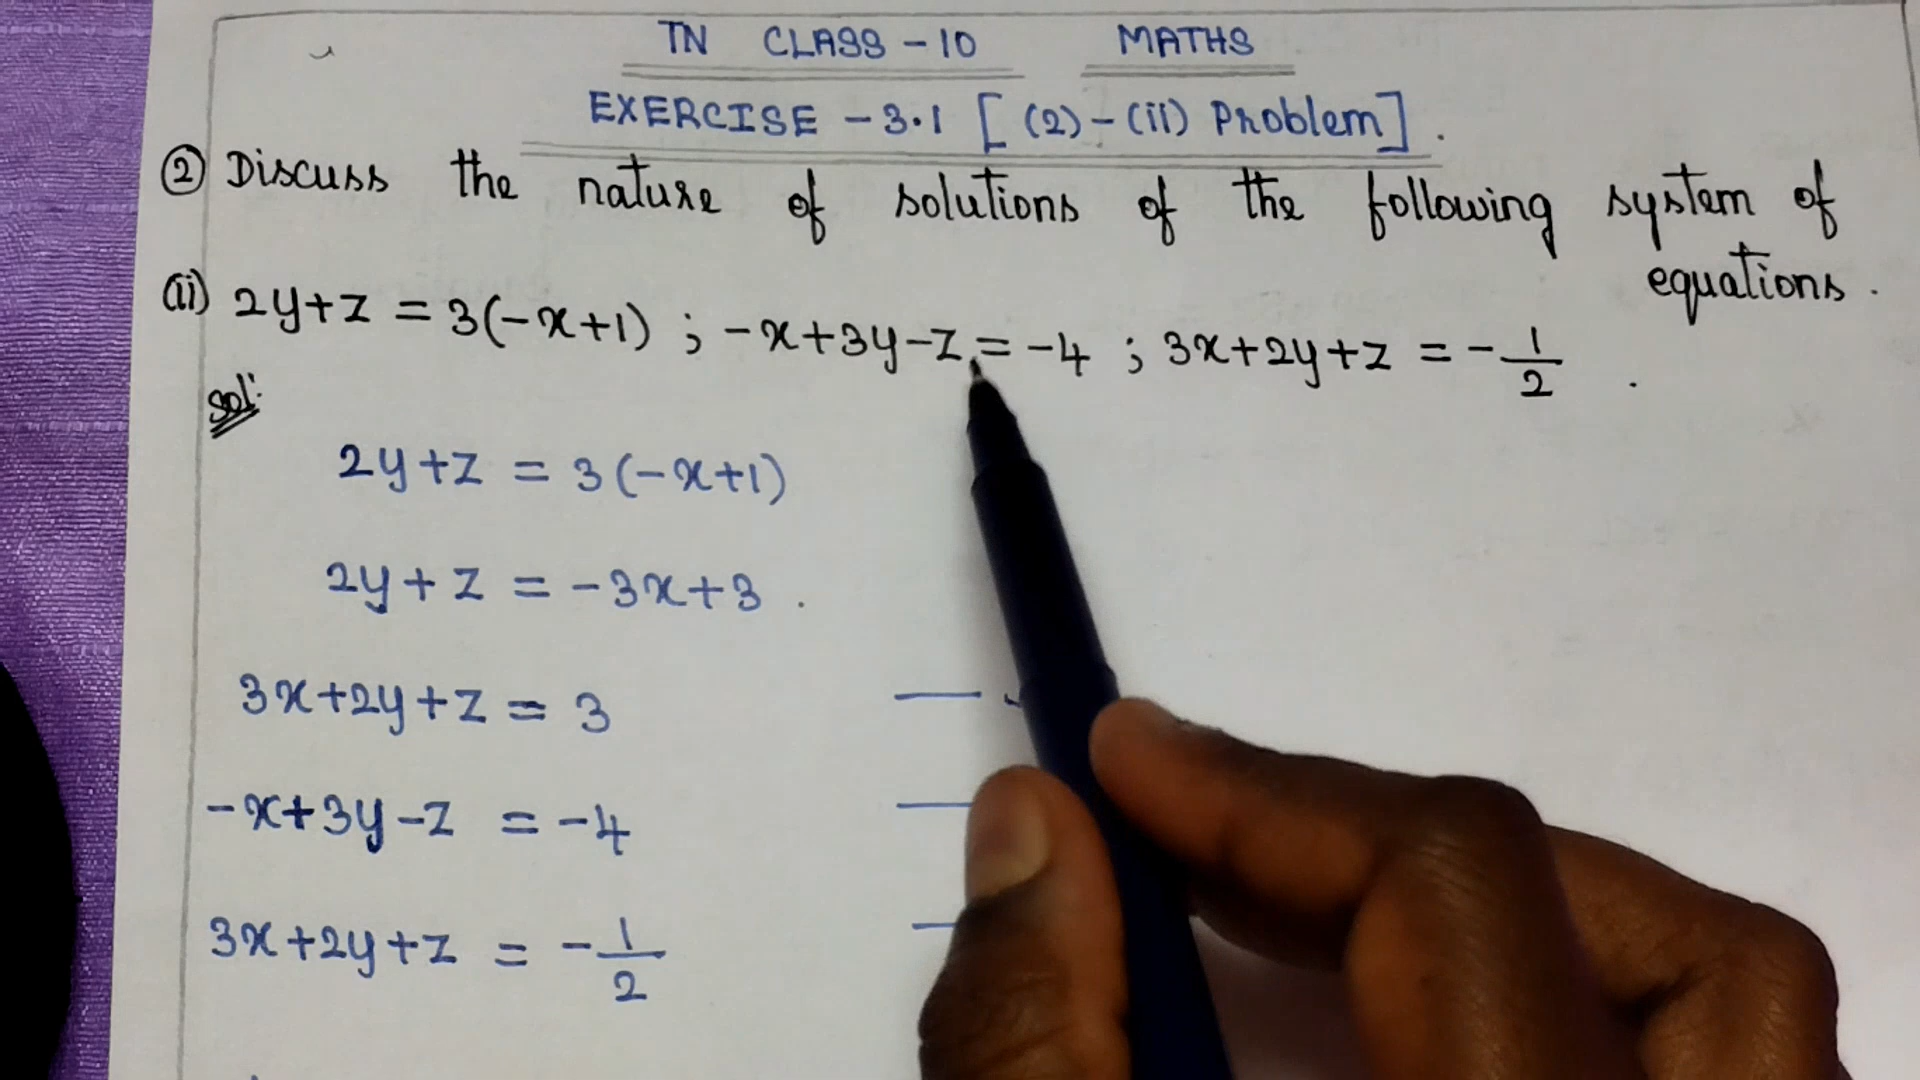 TN CLASS - 10 MATHS
EXERCISE - 3.1 [ (2) - (ii) Problem ] .
② Discuss the nature of solutions of the following system of
equations .
(ii) 2y+z = 3(-x+1) ; -x+3y-z = -4 ; 3x+2y+z = -1/2 .
Sol:
2y+z = 3(-x+1)
2y+z = -3x+3 .
3x+2y+z = 3
-x+3y-z = -4
3x+2y+z = -1/2